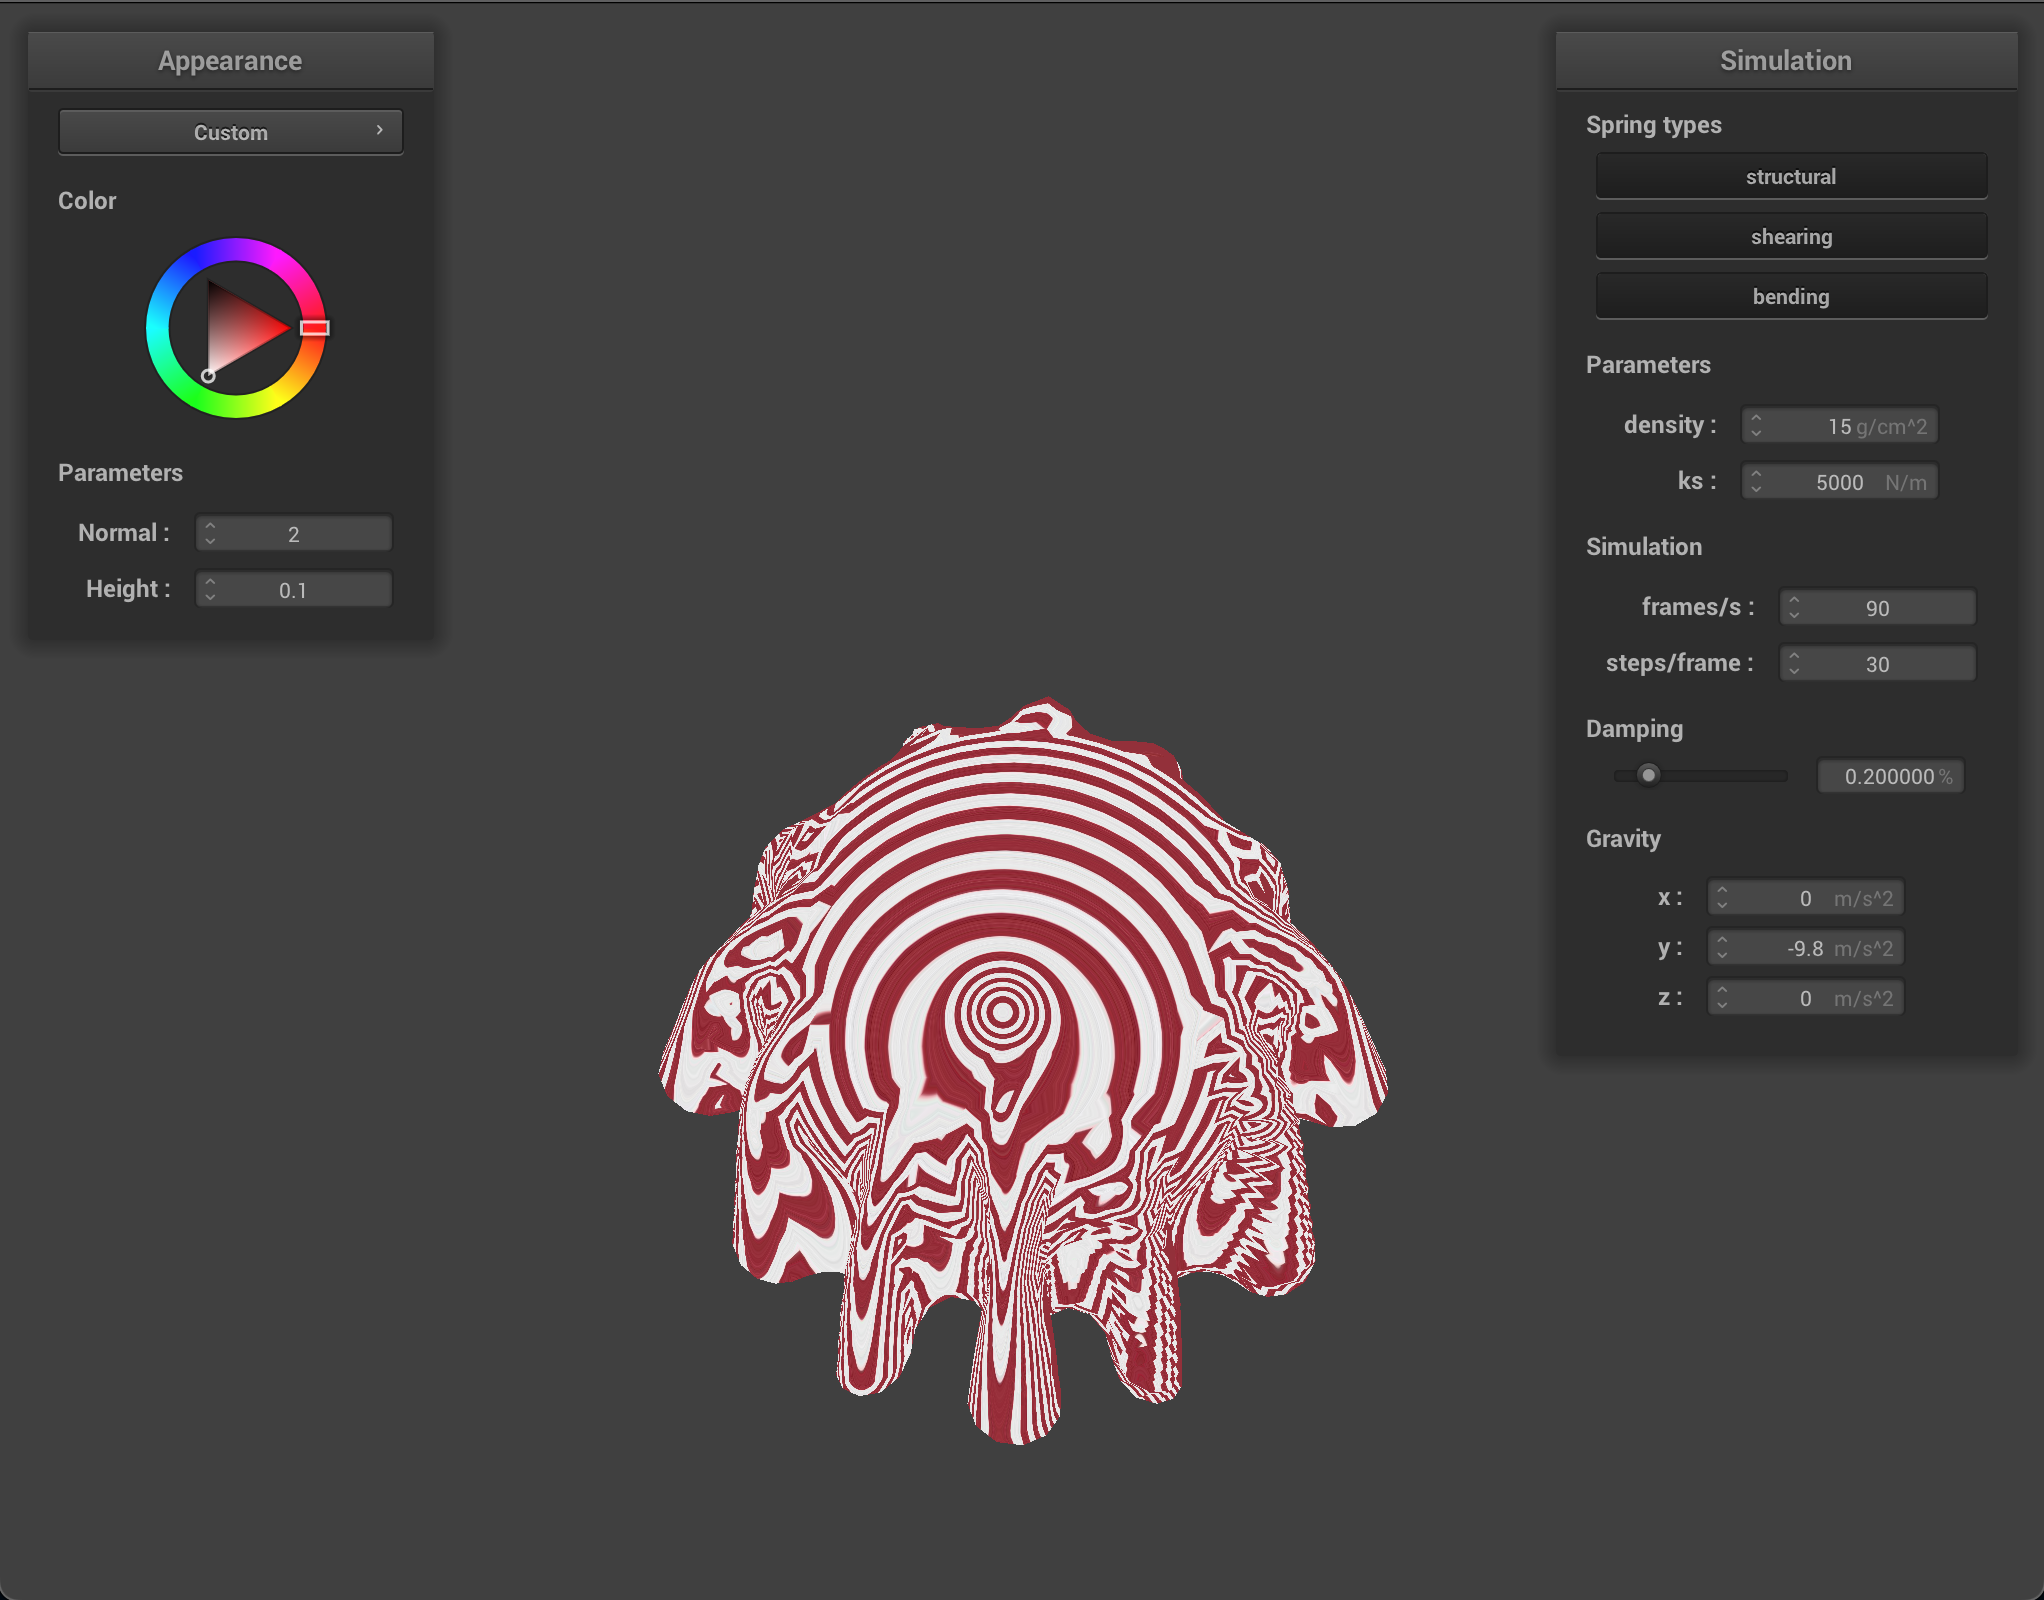 Appearance
Custom
Color
Parameters
Normal : 2
Height : 0.1
Simulation
Spring types
structural
shearing
bending
Parameters
density : 15 g/cm^2
ks : 5000 N/m
Simulation
frames/s : 90
steps/frame : 30
Damping
0.200000 %
Gravity
x : 0 m/s^2
y : -9.8 m/s^2
z : 0 m/s^2